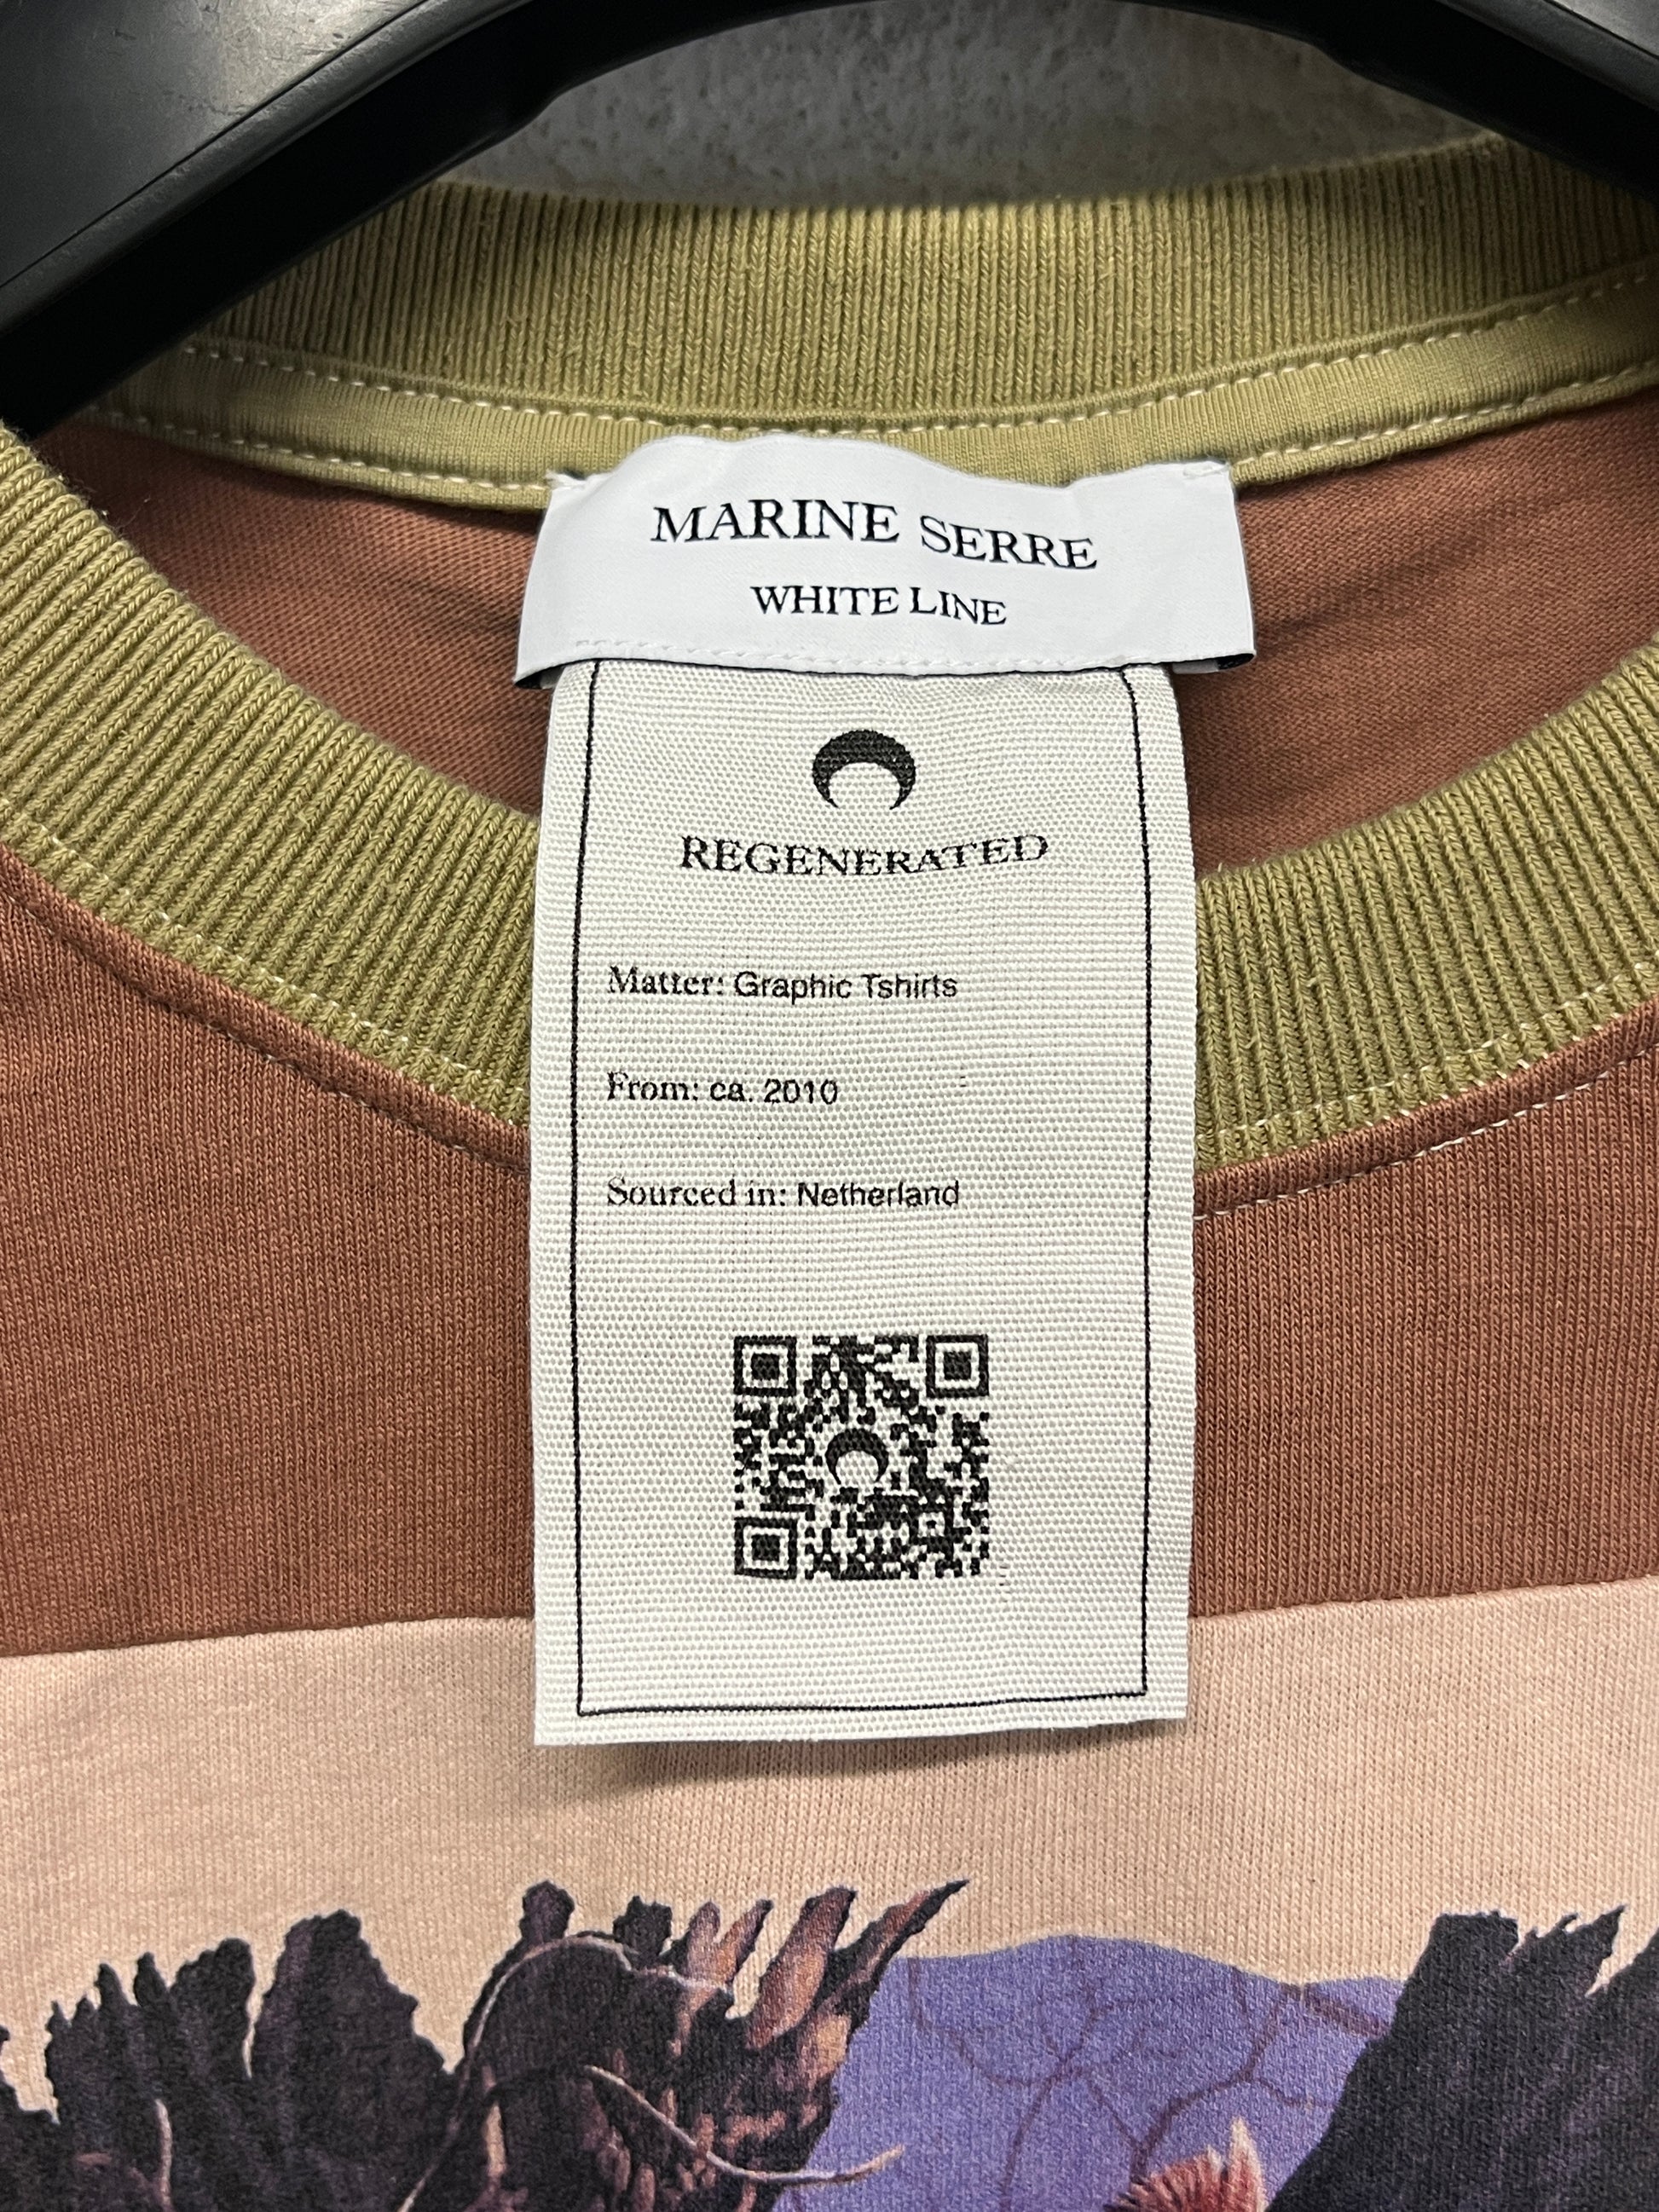 MARINE SERRE
WHITE LINE
REGENERATED
Matter: Graphic Tshirts
From: ca. 2010
Sourced in: Netherland